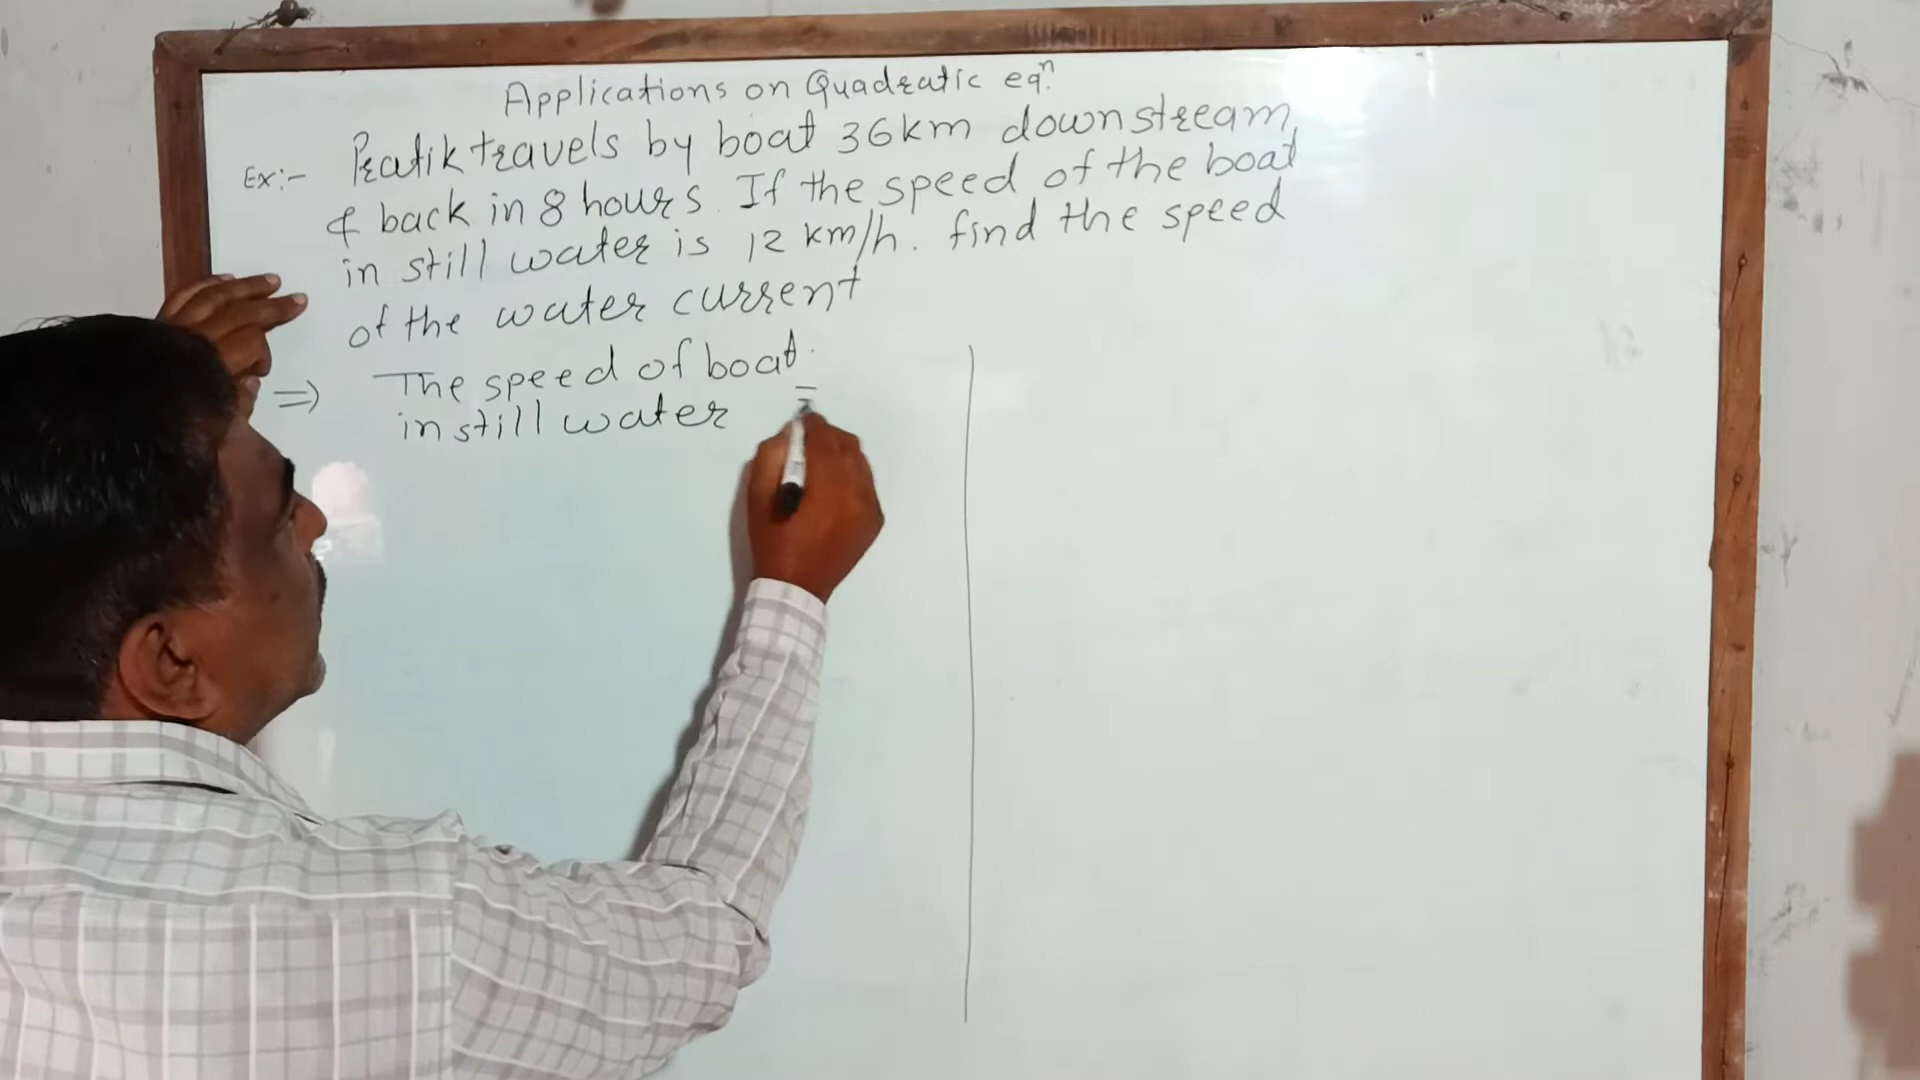 Applications on Quadratic eqⁿ.
Ex:- Pratik travels by boat 36km downstream
& back in 8 hours. If the speed of the boat
in still water is 12 km/h. find the speed
of the water current
=> The speed of boat
in still water =